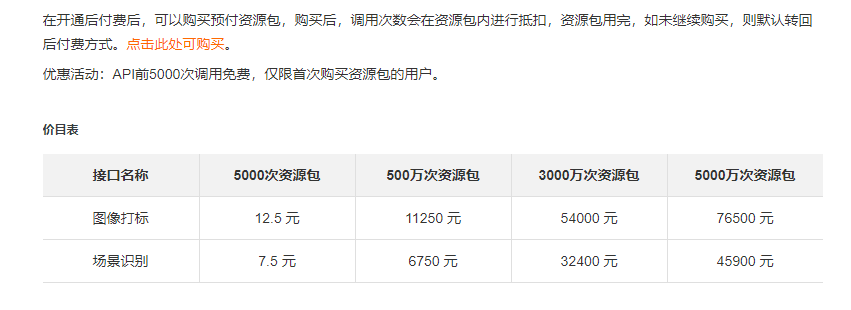 在开通后付费后，可以购买预付资源包，购买后，调用次数会在资源包内进行抵扣，资源包用完，如未继续购买，则默认转回
后付费方式。点击此处可购买。
优惠活动：API前5000次调用免费，仅限首次购买资源包的用户。
价目表
接口名称 5000次资源包 500万次资源包 3000万次资源包 5000万次资源包
图像打标 12.5 元 11250 元 54000 元 76500 元
场景识别 7.5 元 6750 元 32400 元 45900 元